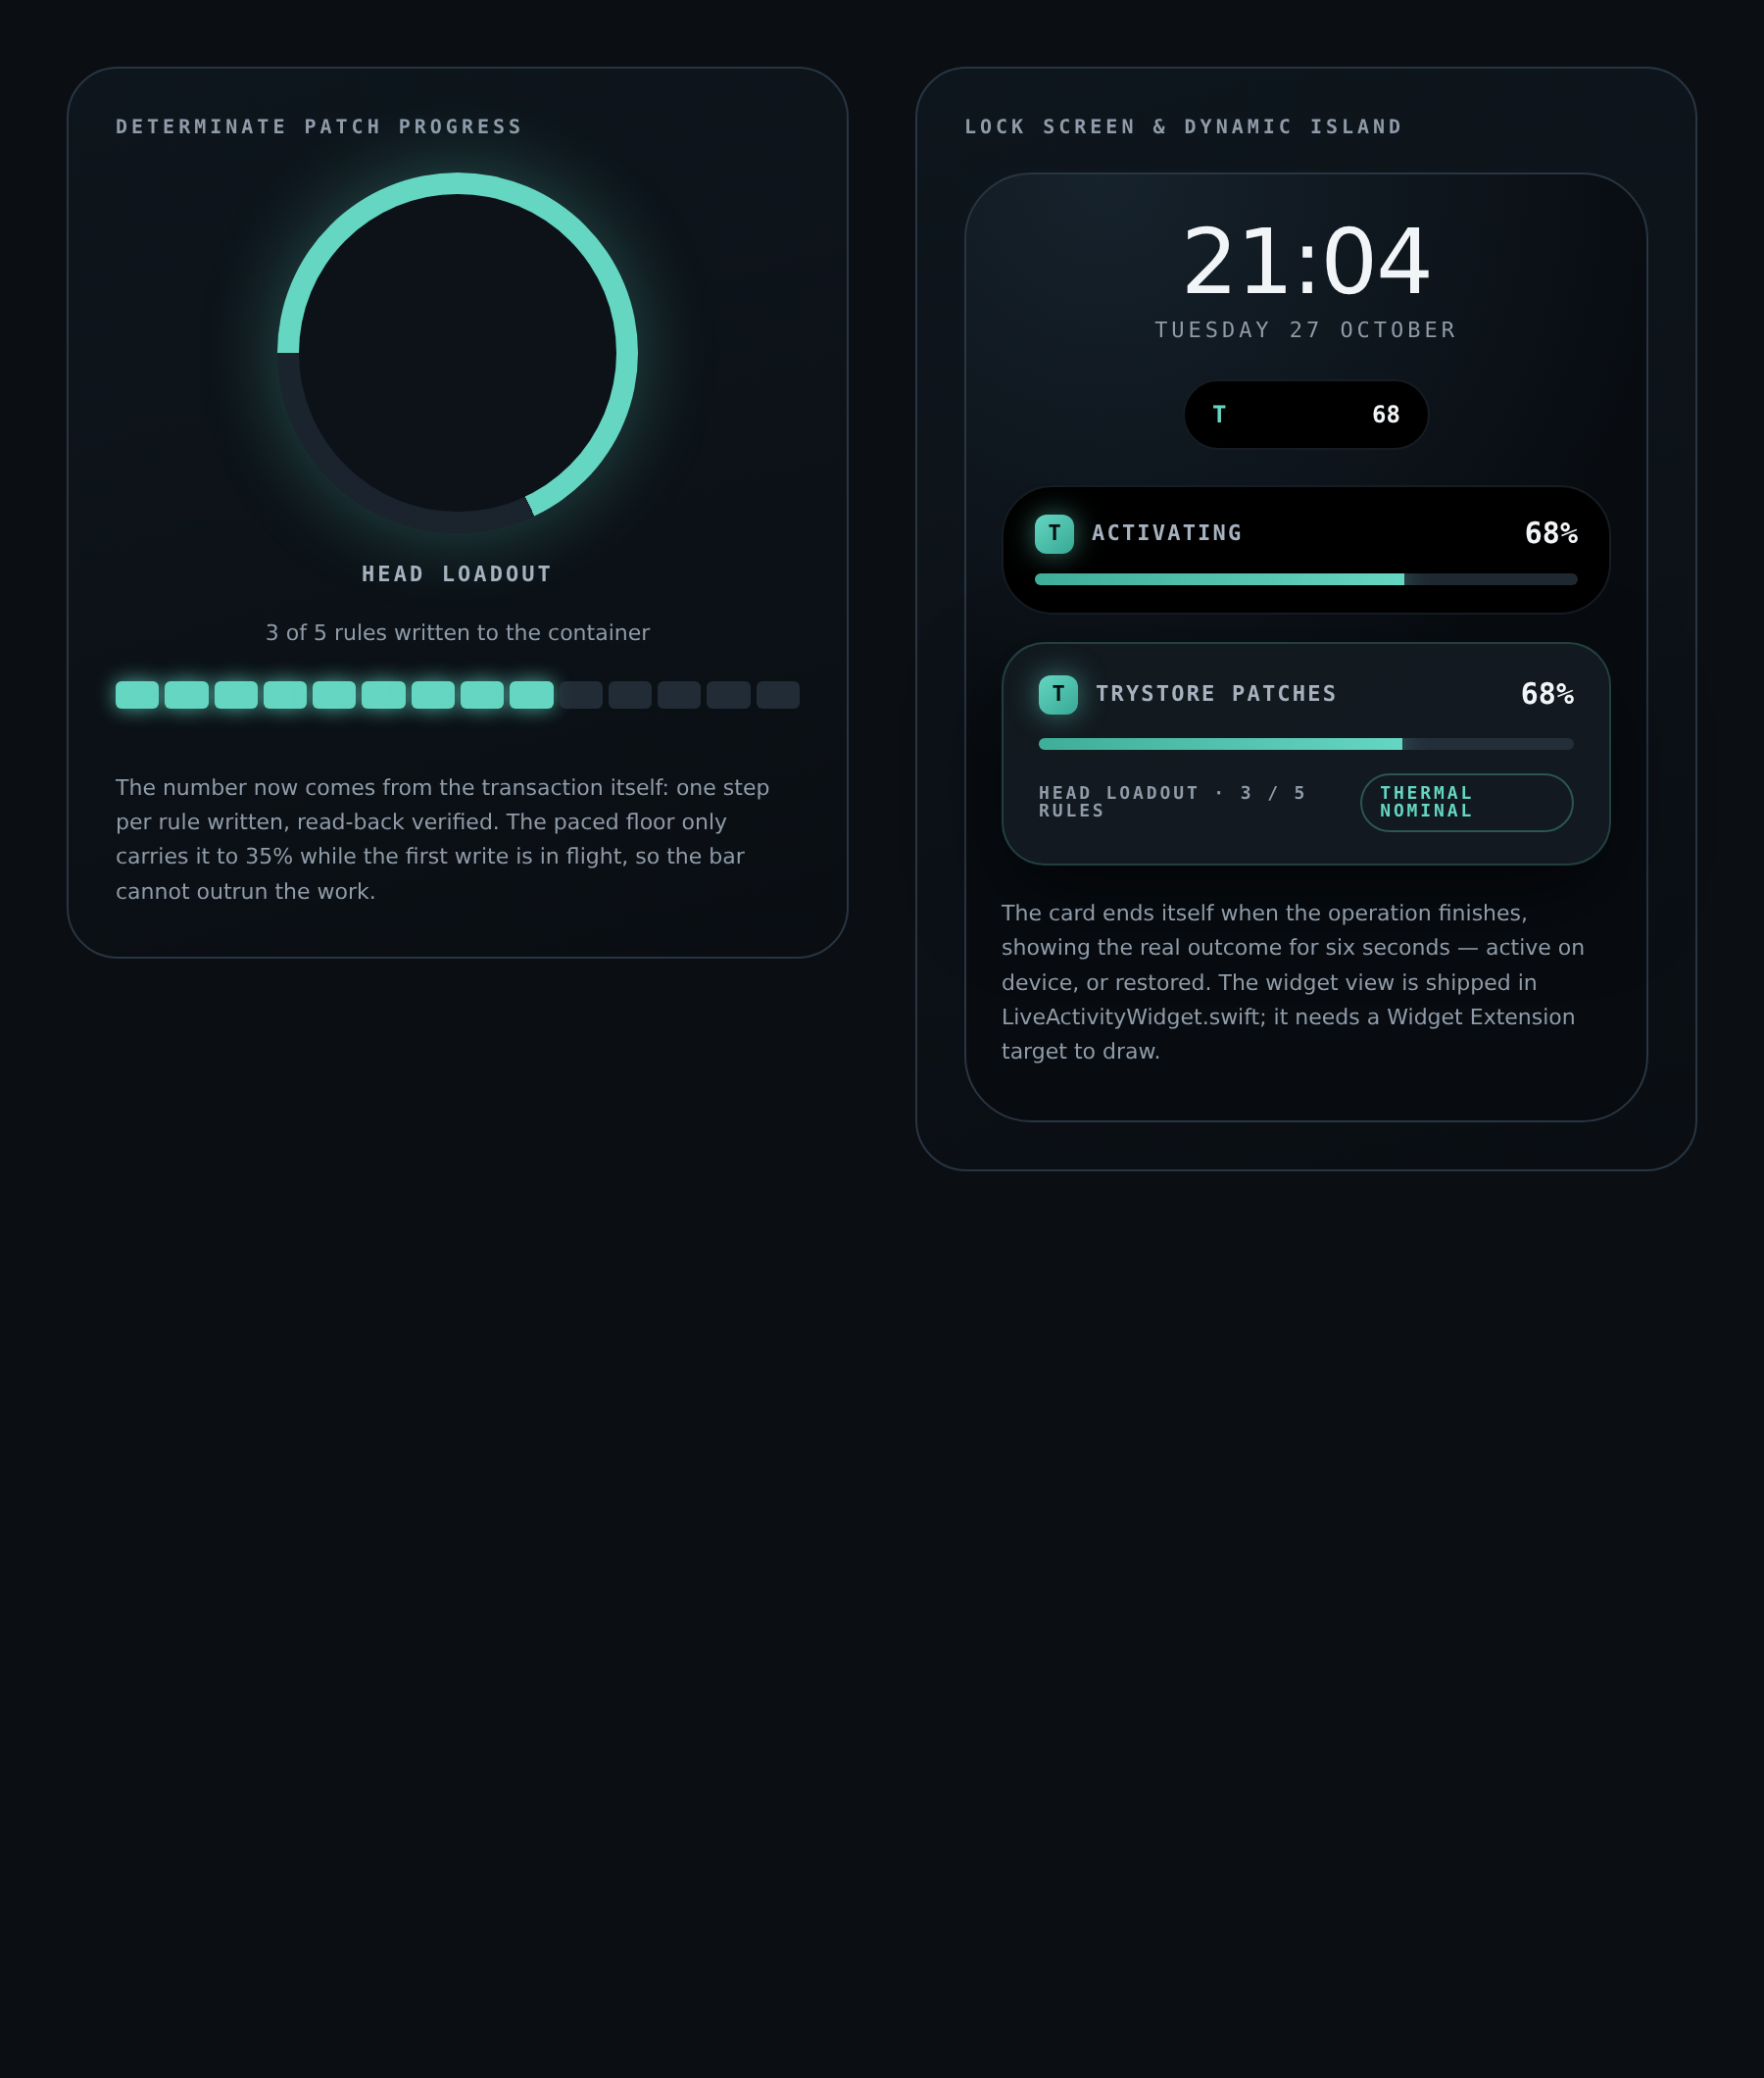 DETERMINATE PATCH PROGRESS
HEAD LOADOUT
3 of 5 rules written to the container
The number now comes from the transaction itself: one step
per rule written, read-back verified. The paced floor only
carries it to 35% while the first write is in flight, so the bar
cannot outrun the work.
LOCK SCREEN & DYNAMIC ISLAND
21:04
TUESDAY 27 OCTOBER
T 68
T ACTIVATING 68%
T TRYSTORE PATCHES 68%
HEAD LOADOUT · 3 / 5
RULES
THERMAL
NOMINAL
The card ends itself when the operation finishes,
showing the real outcome for six seconds — active on
device, or restored. The widget view is shipped in
LiveActivityWidget.swift; it needs a Widget Extension
target to draw.